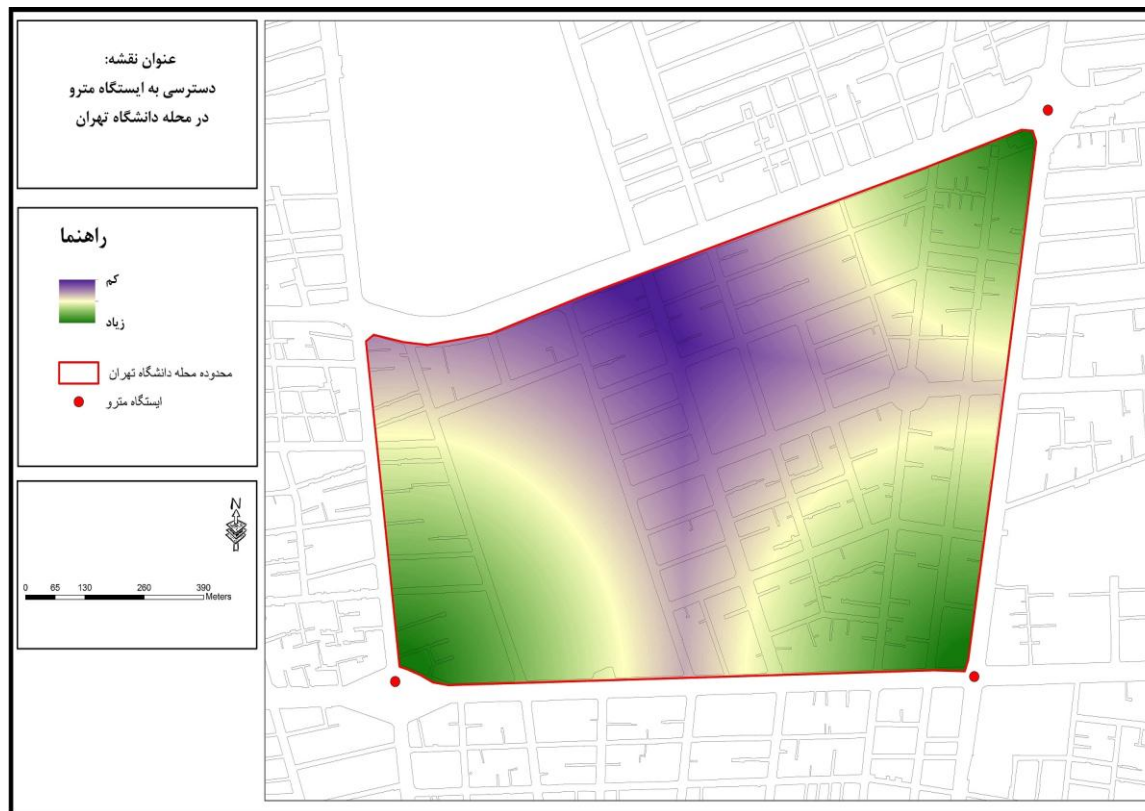 عنوان نقشه:
دسترسی به ایستگاه مترو
در محله دانشگاه تهران
راهنما
کم
زیاد
محدوده محله دانشگاه تهران
ایستگاه مترو
N
0 65 130 260 390
Meters